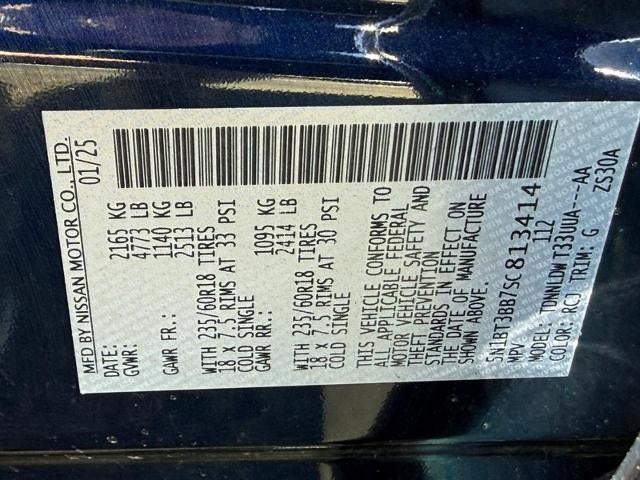 MFD.BY NISSAN MOTOR CO.,LTD.
DATE: 01/25
GVWR: 2165 KG
4773 LB
GAWR FR.: 1140 KG
2513 LB
WITH 235/60R18 TIRES
18 x 7.5 RIMS AT 33 PSI
COLD SINGLE
GAWR RR.: 1095 KG
2414 LB
WITH 235/60R18 TIRES
18 x 7.5 RIMS AT 30 PSI
COLD SINGLE
THIS VEHICLE CONFORMS TO
ALL APPLICABLE FEDERAL
MOTOR VEHICLE SAFETY AND
THEFT PREVENTION
STANDARDS IN EFFECT ON
THE DATE OF MANUFACTURE
SHOWN ABOVE.
5N1BT3BB7SC813414
MPV 112
MODEL: TDNNLDWT33UUA----AA
COLOR: RCJ TRIM: G ZS30A